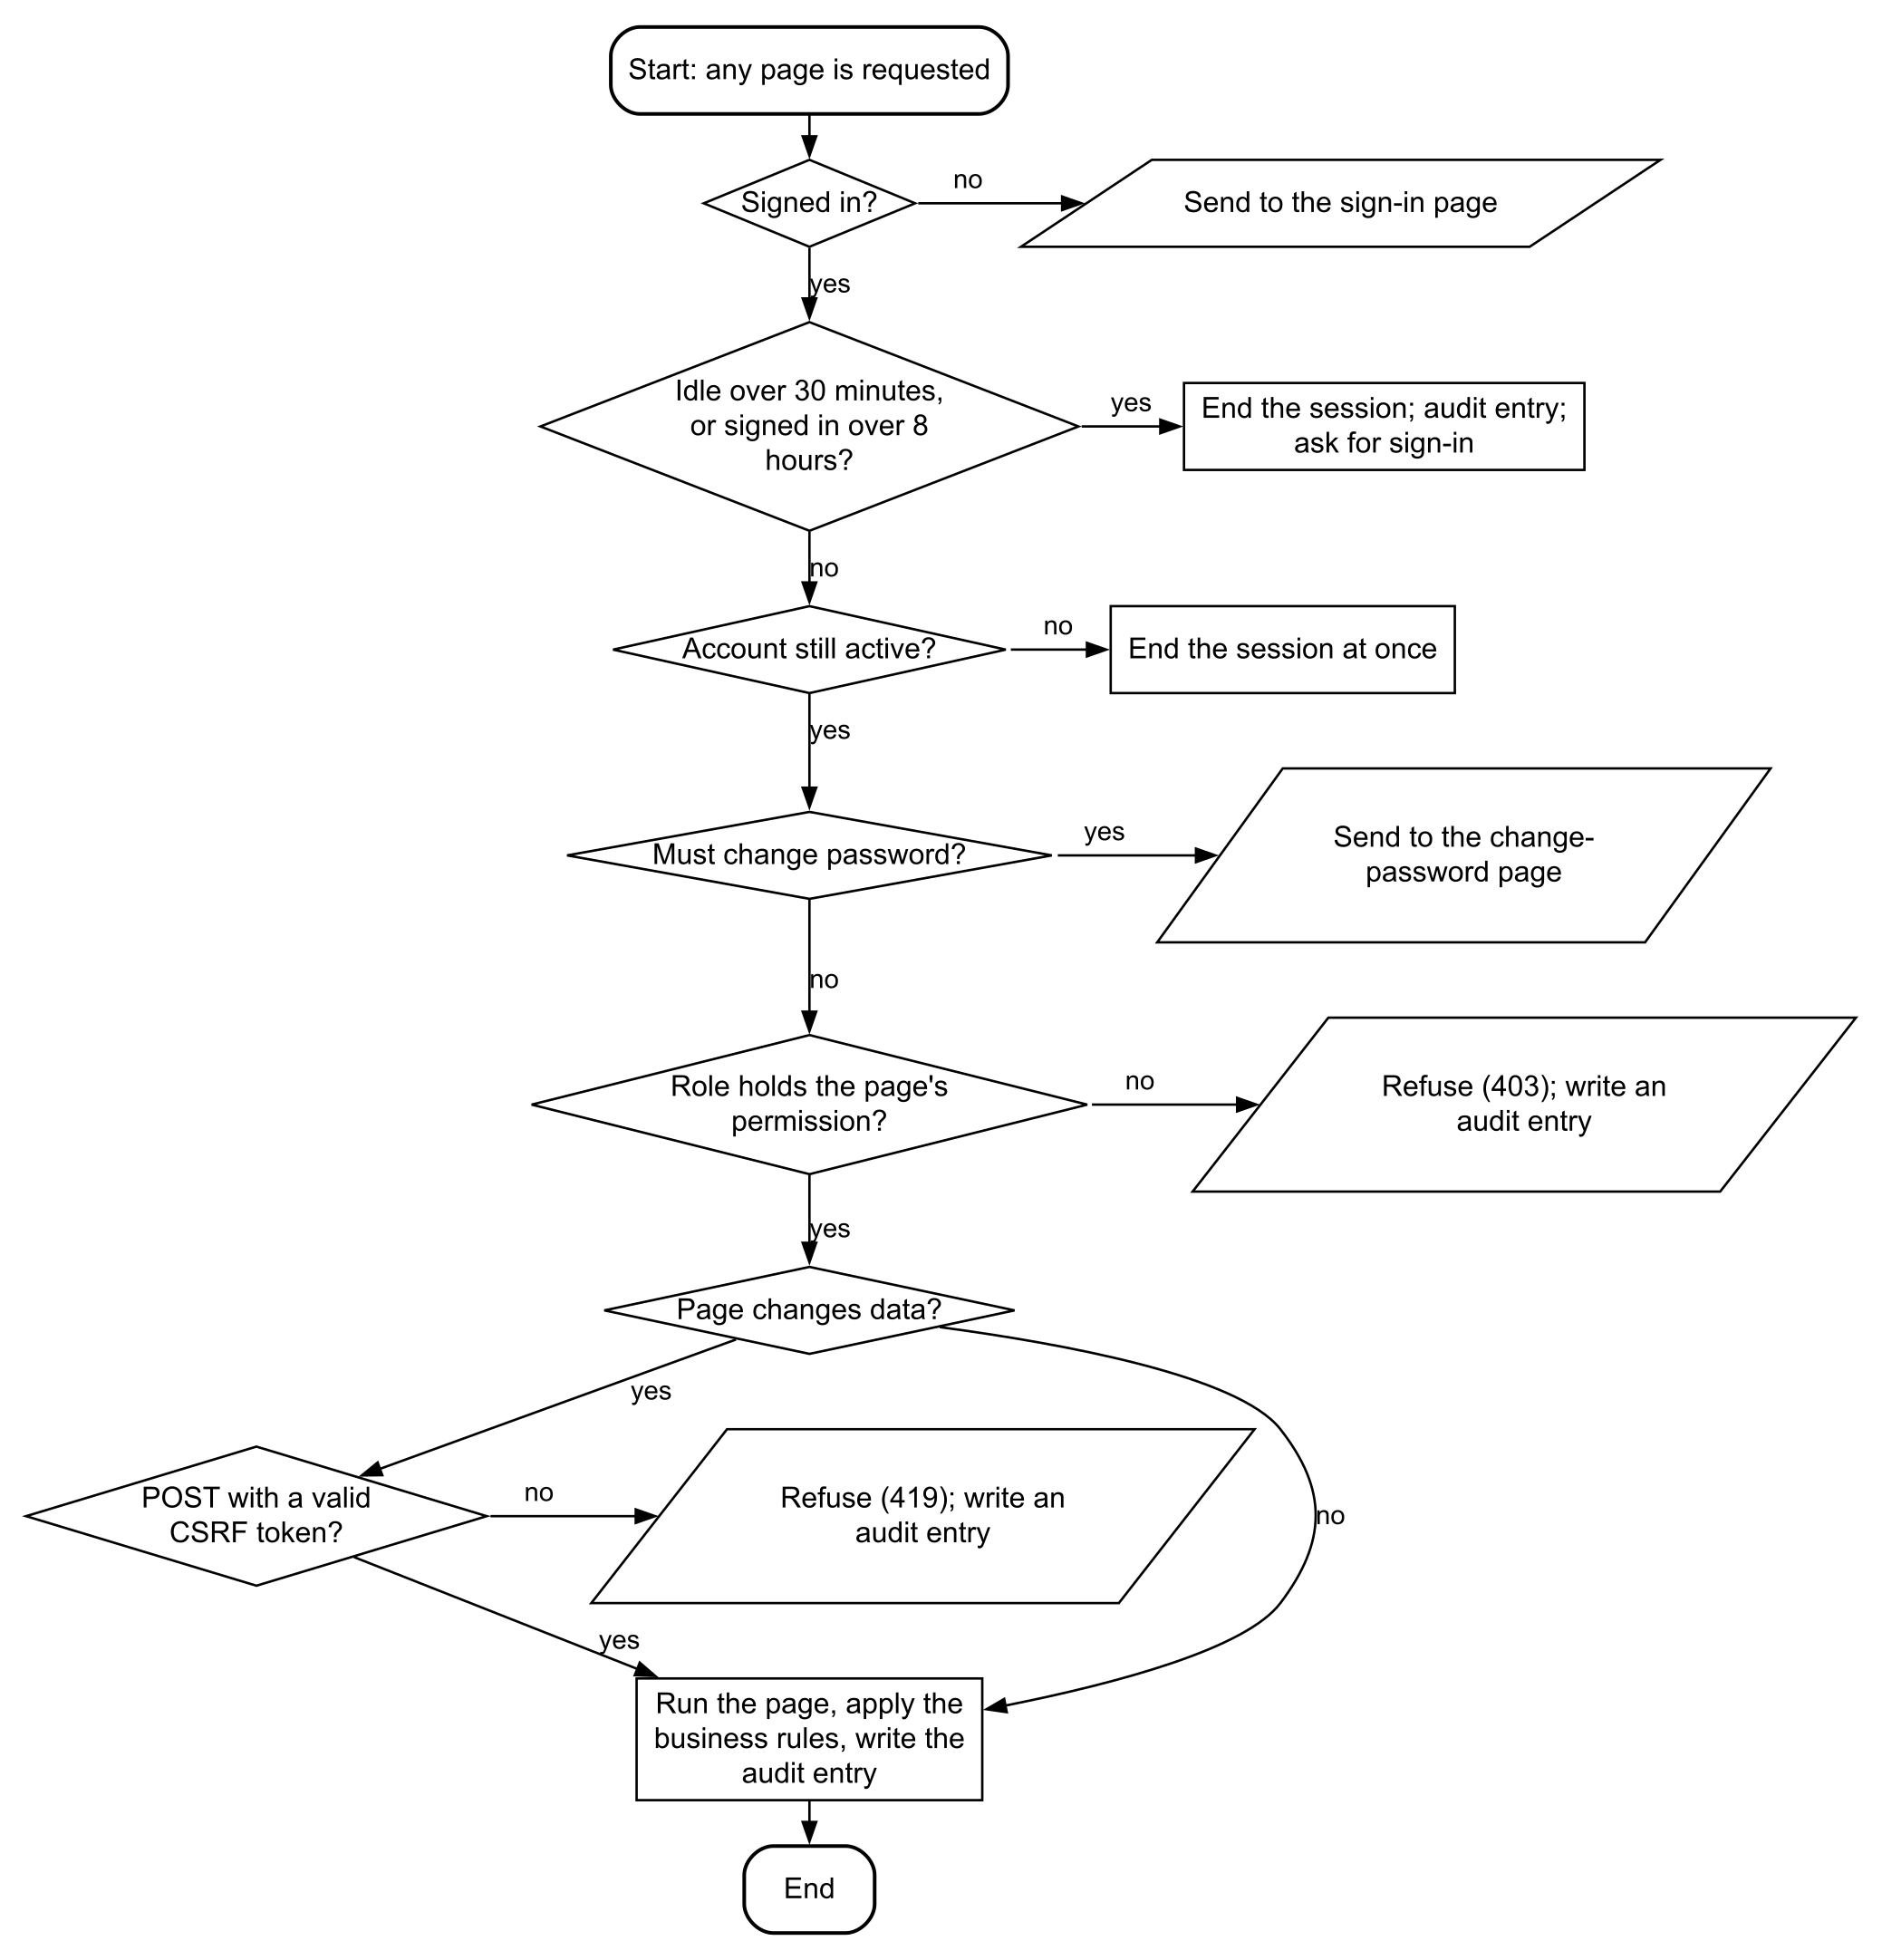 Start: any page is requested
Signed in?
no
Send to the sign-in page
yes
Idle over 30 minutes,
or signed in over 8
hours?
yes
End the session; audit entry;
ask for sign-in
no
Account still active?
no
End the session at once
yes
Must change password?
yes
Send to the change-
password page
no
Role holds the page's
permission?
no
Refuse (403); write an
audit entry
yes
Page changes data?
yes
no
POST with a valid
CSRF token?
no
Refuse (419); write an
audit entry
yes
Run the page, apply the
business rules, write the
audit entry
End